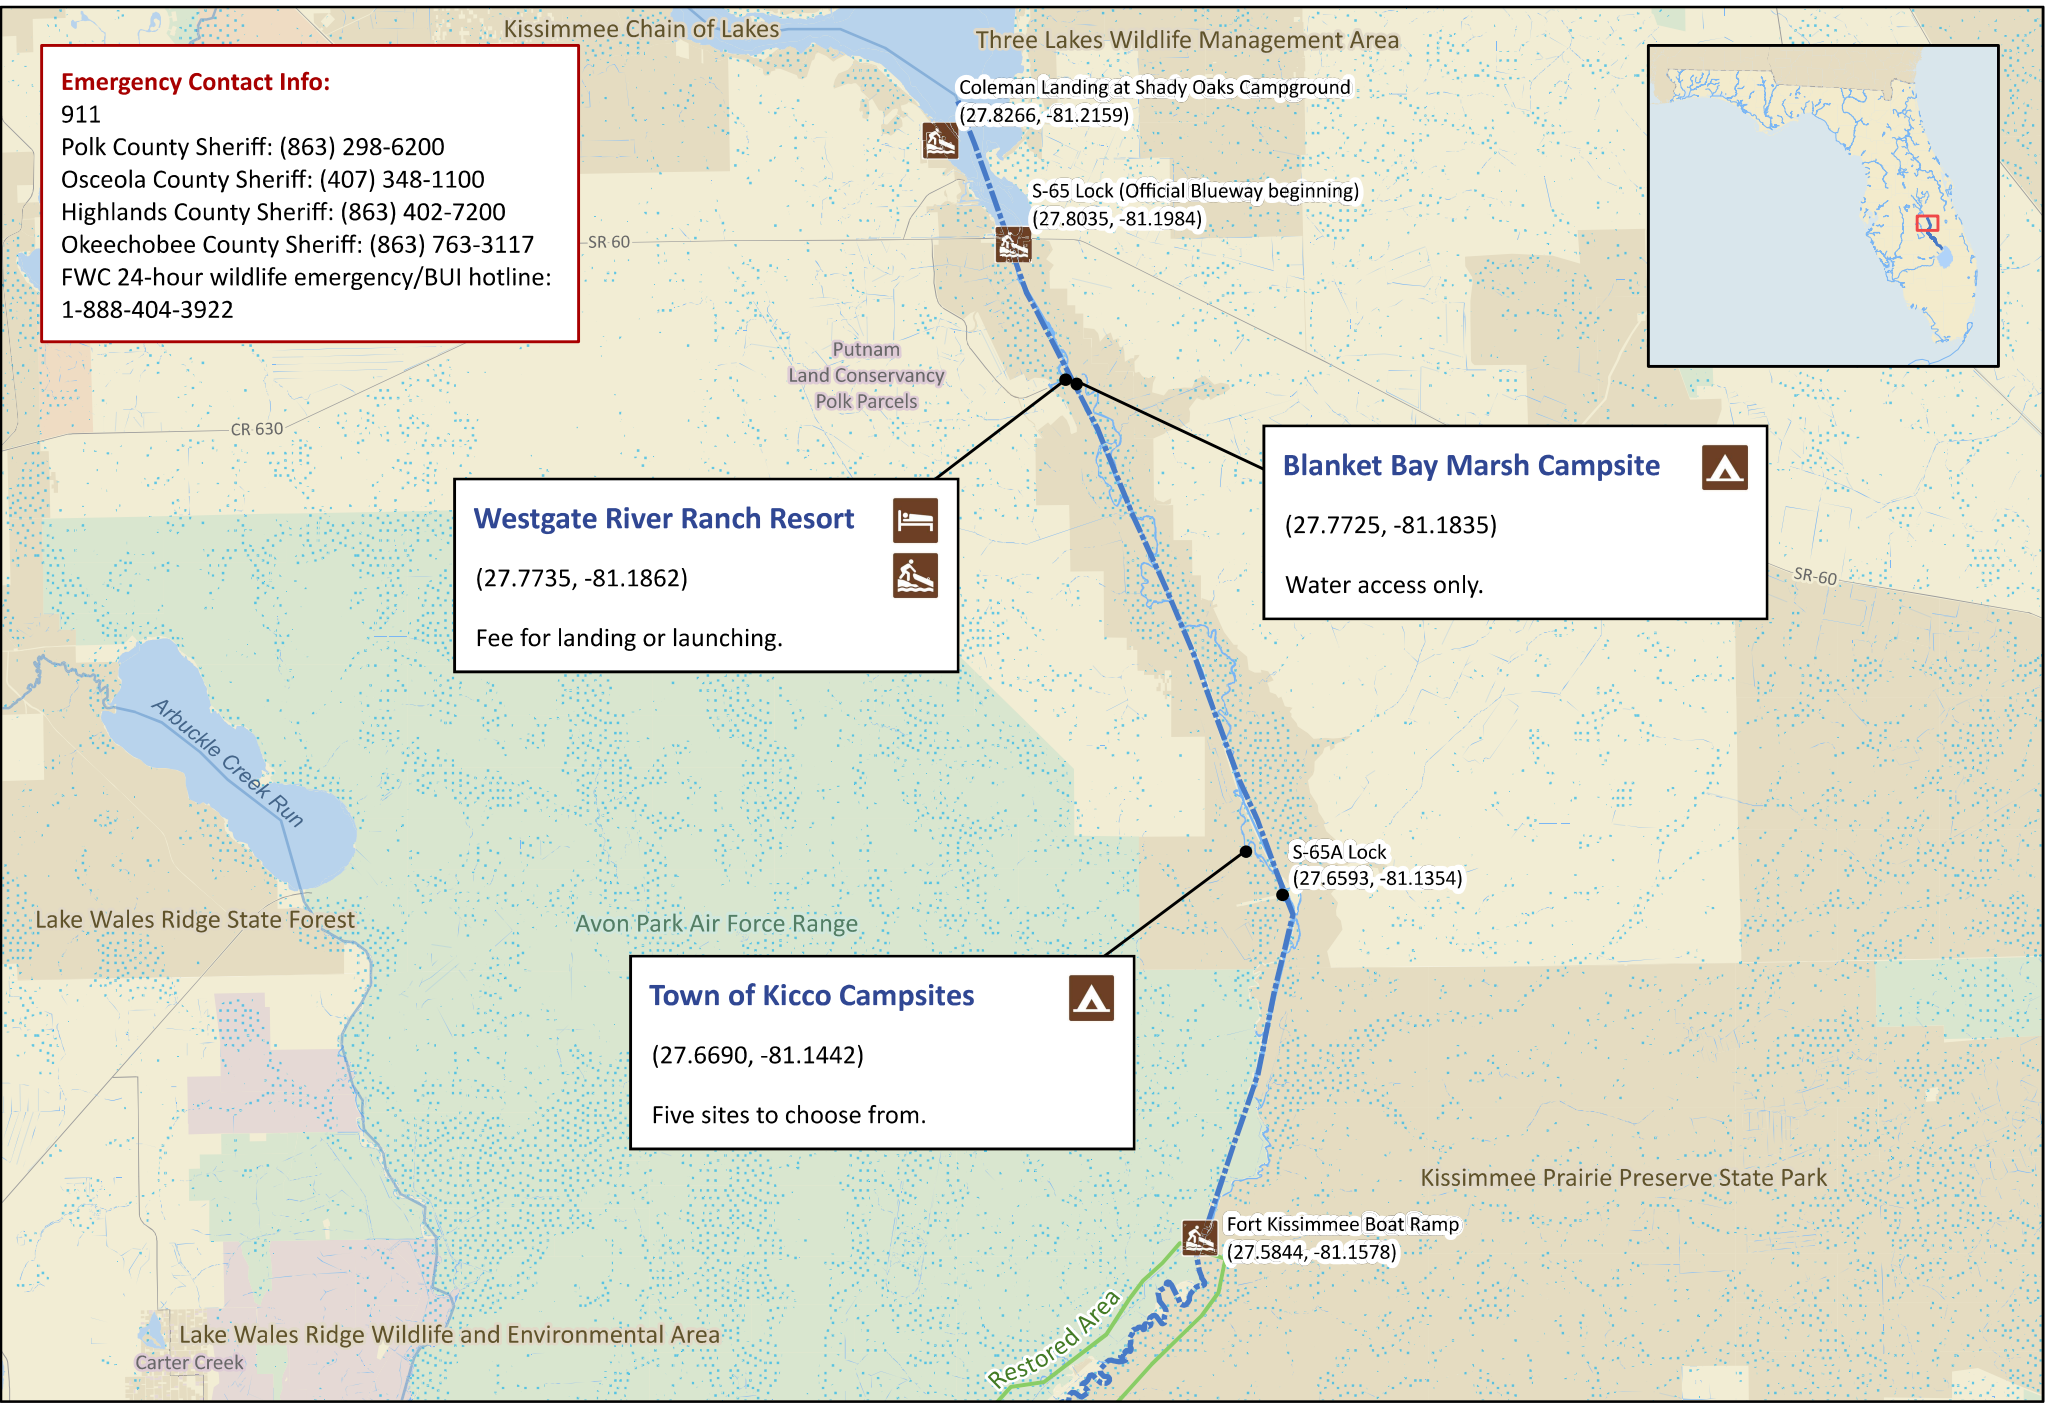 Kissimmee Chain of Lakes
Three Lakes Wildlife Management Area
Emergency Contact Info:
911
Polk County Sheriff: (863) 298-6200
Osceola County Sheriff: (407) 348-1100
Highlands County Sheriff: (863) 402-7200
Okeechobee County Sheriff: (863) 763-3117
FWC 24-hour wildlife emergency/BUI hotline:
1-888-404-3922
Coleman Landing at Shady Oaks Campground
(27.8266, -81.2159)
S-65 Lock (Official Blueway beginning)
(27.8035, -81.1984)
SR 60
Putnam
Land Conservancy
Polk Parcels
CR 630
Blanket Bay Marsh Campsite
(27.7725, -81.1835)
Water access only.
Westgate River Ranch Resort
(27.7735, -81.1862)
Fee for landing or launching.
SR-60
Arbuckle Creek Run
S-65A Lock
(27.6593, -81.1354)
Lake Wales Ridge State Forest
Avon Park Air Force Range
Town of Kicco Campsites
(27.6690, -81.1442)
Five sites to choose from.
Kissimmee Prairie Preserve State Park
Fort Kissimmee Boat Ramp
(27.5844, -81.1578)
Restored Area
Lake Wales Ridge Wildlife and Environmental Area
Carter Creek